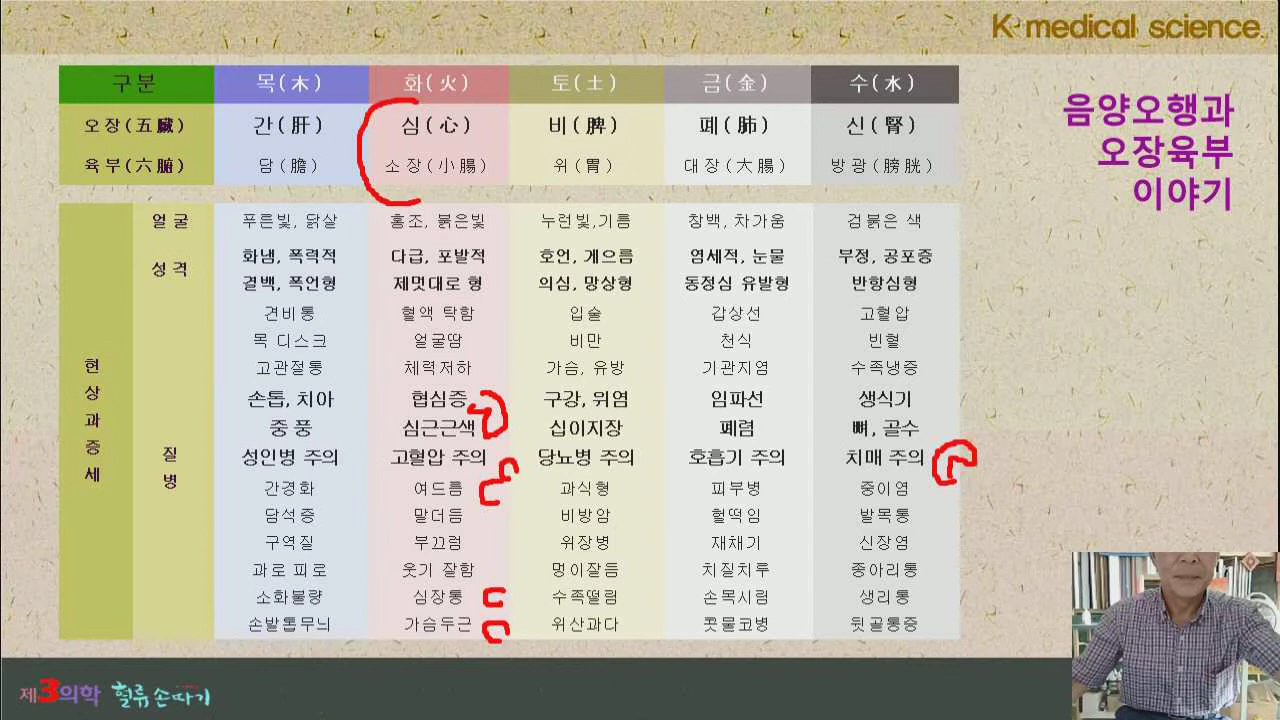 K medical science
음양오행과
오장육부
이야기
구분 목(木) 화(火) 토(土) 금(金) 수(水)
오장(五臟) 간(肝) 심(心) 비(脾) 폐(肺) 신(腎)
육부(六腑) 담(膽) 소장(小腸) 위(胃) 대장(大腸) 방광(膀胱)
현상과증세
얼굴 푸른빛, 닭살 홍조, 붉은빛 누런빛,기름 창백, 차가움 검붉은 색
성격 화냄, 폭력적 다급, 포발적 호언, 게으름 염세적, 눈물 부정, 공포증
결백, 폭언형 제멋대로 형 의심, 망상형 동정심 유발형 반항심형
질병
견비통 혈액 탁함 입술 갑상선 고혈압
목 디스크 얼굴땀 비만 천식 빈혈
고관절통 체력저하 가슴, 유방 기관지염 수족냉증
손톱, 치아 협심증 구강, 위염 임파선 생식기
중풍 심근근색 십이지장 폐렴 뼈, 골수
성인병 주의 고혈압 주의 당뇨병 주의 호흡기 주의 치매 주의
간경화 여드름 과식형 피부병 중이염
담석증 말더듬 비방암 헐떡임 발목통
구역질 부끄럼 위장병 재채기 신장염
과로 피로 웃기 잘함 멍이잘듬 치질치루 종아리통
소화불량 심장통 수족떨림 손목시림 생리통
손발톱무늬 가슴두근 위산과다 콧물코병 뒷골통증
제3의학 혈류 손따기